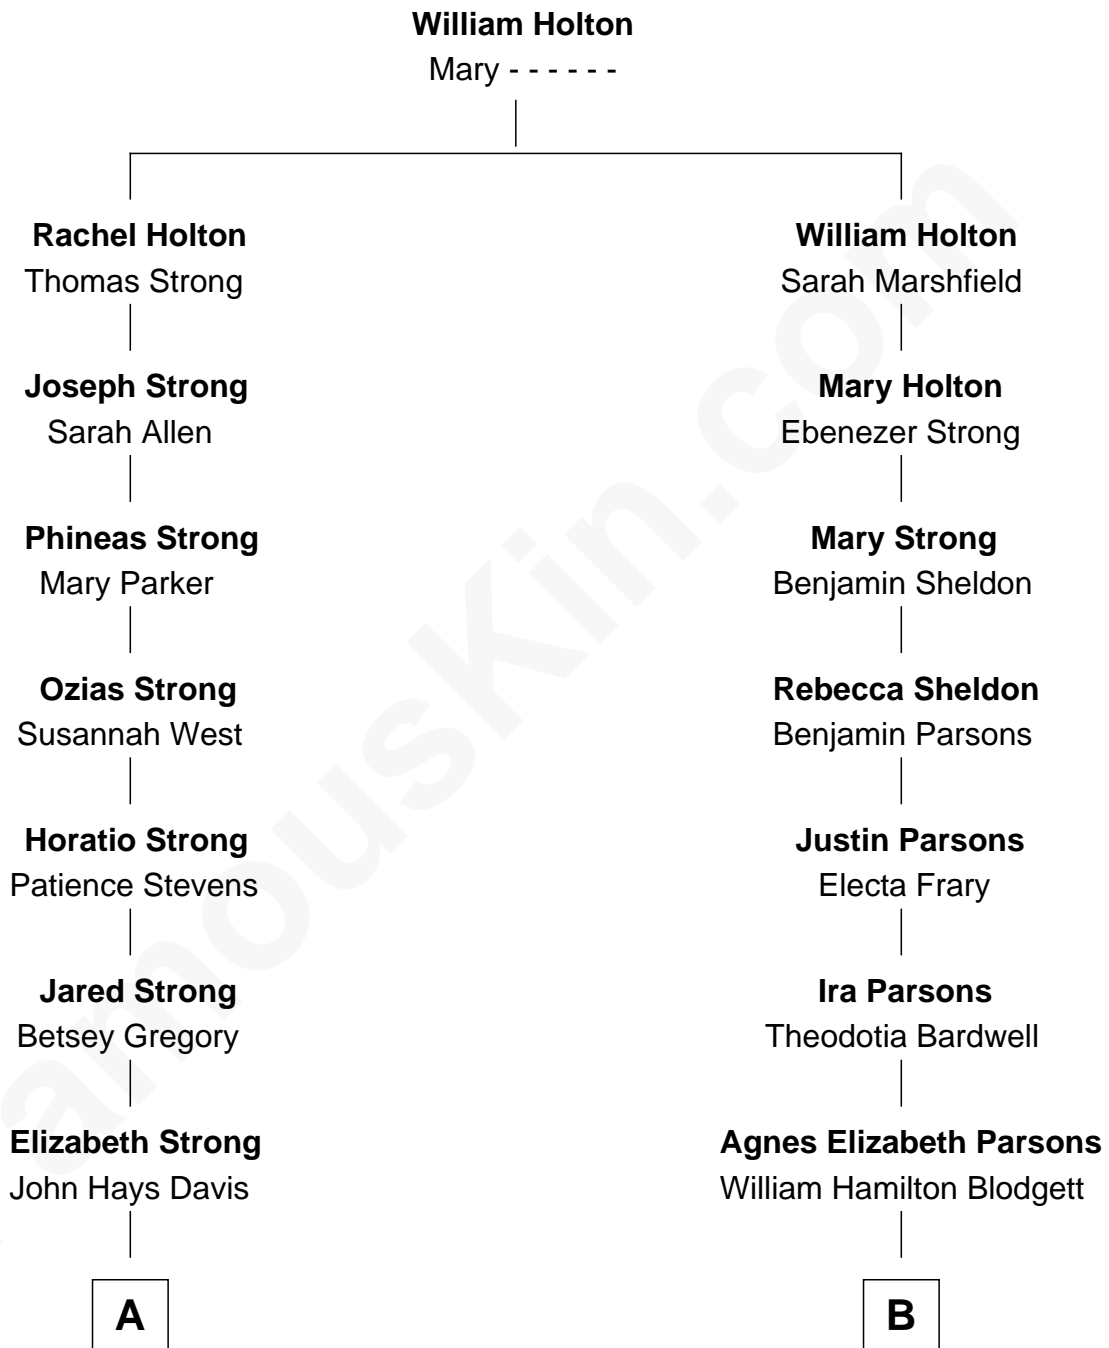 William Holton
Mary - - - - - -
Rachel Holton
Thomas Strong
William Holton
Sarah Marshfield
Joseph Strong
Sarah Allen
Mary Holton
Ebenezer Strong
Phineas Strong
Mary Parker
Mary Strong
Benjamin Sheldon
Ozias Strong
Susannah West
Rebecca Sheldon
Benjamin Parsons
Horatio Strong
Patience Stevens
Justin Parsons
Electa Frary
Jared Strong
Betsey Gregory
Ira Parsons
Theodotia Bardwell
Elizabeth Strong
John Hays Davis
Agnes Elizabeth Parsons
William Hamilton Blodgett
A
B
amouskin.com